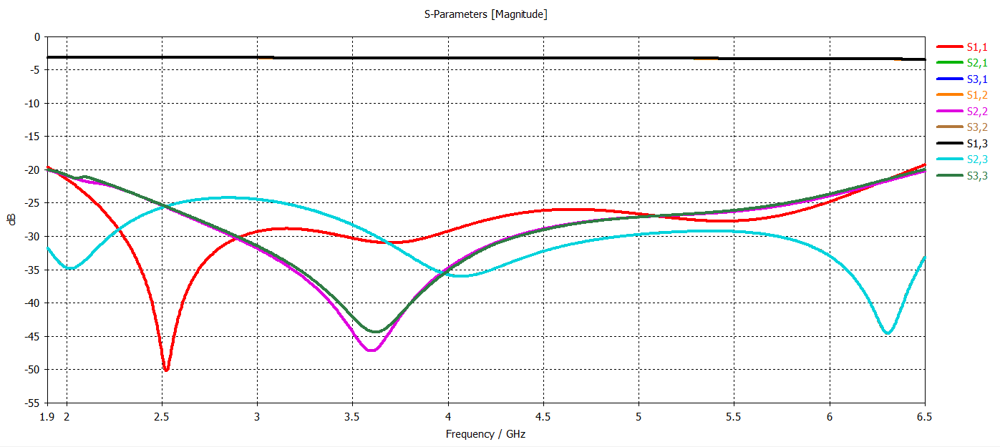 S-Parameters [Magnitude]
0
-5
-10
-15
-20
-25
-30
-35
-40
-45
-50
-55
dB
1.9 2 2.5 3 3.5 4 4.5 5 5.5 6 6.5
Frequency / GHz
S1,1
S2,1
S3,1
S1,2
S2,2
S3,2
S1,3
S2,3
S3,3